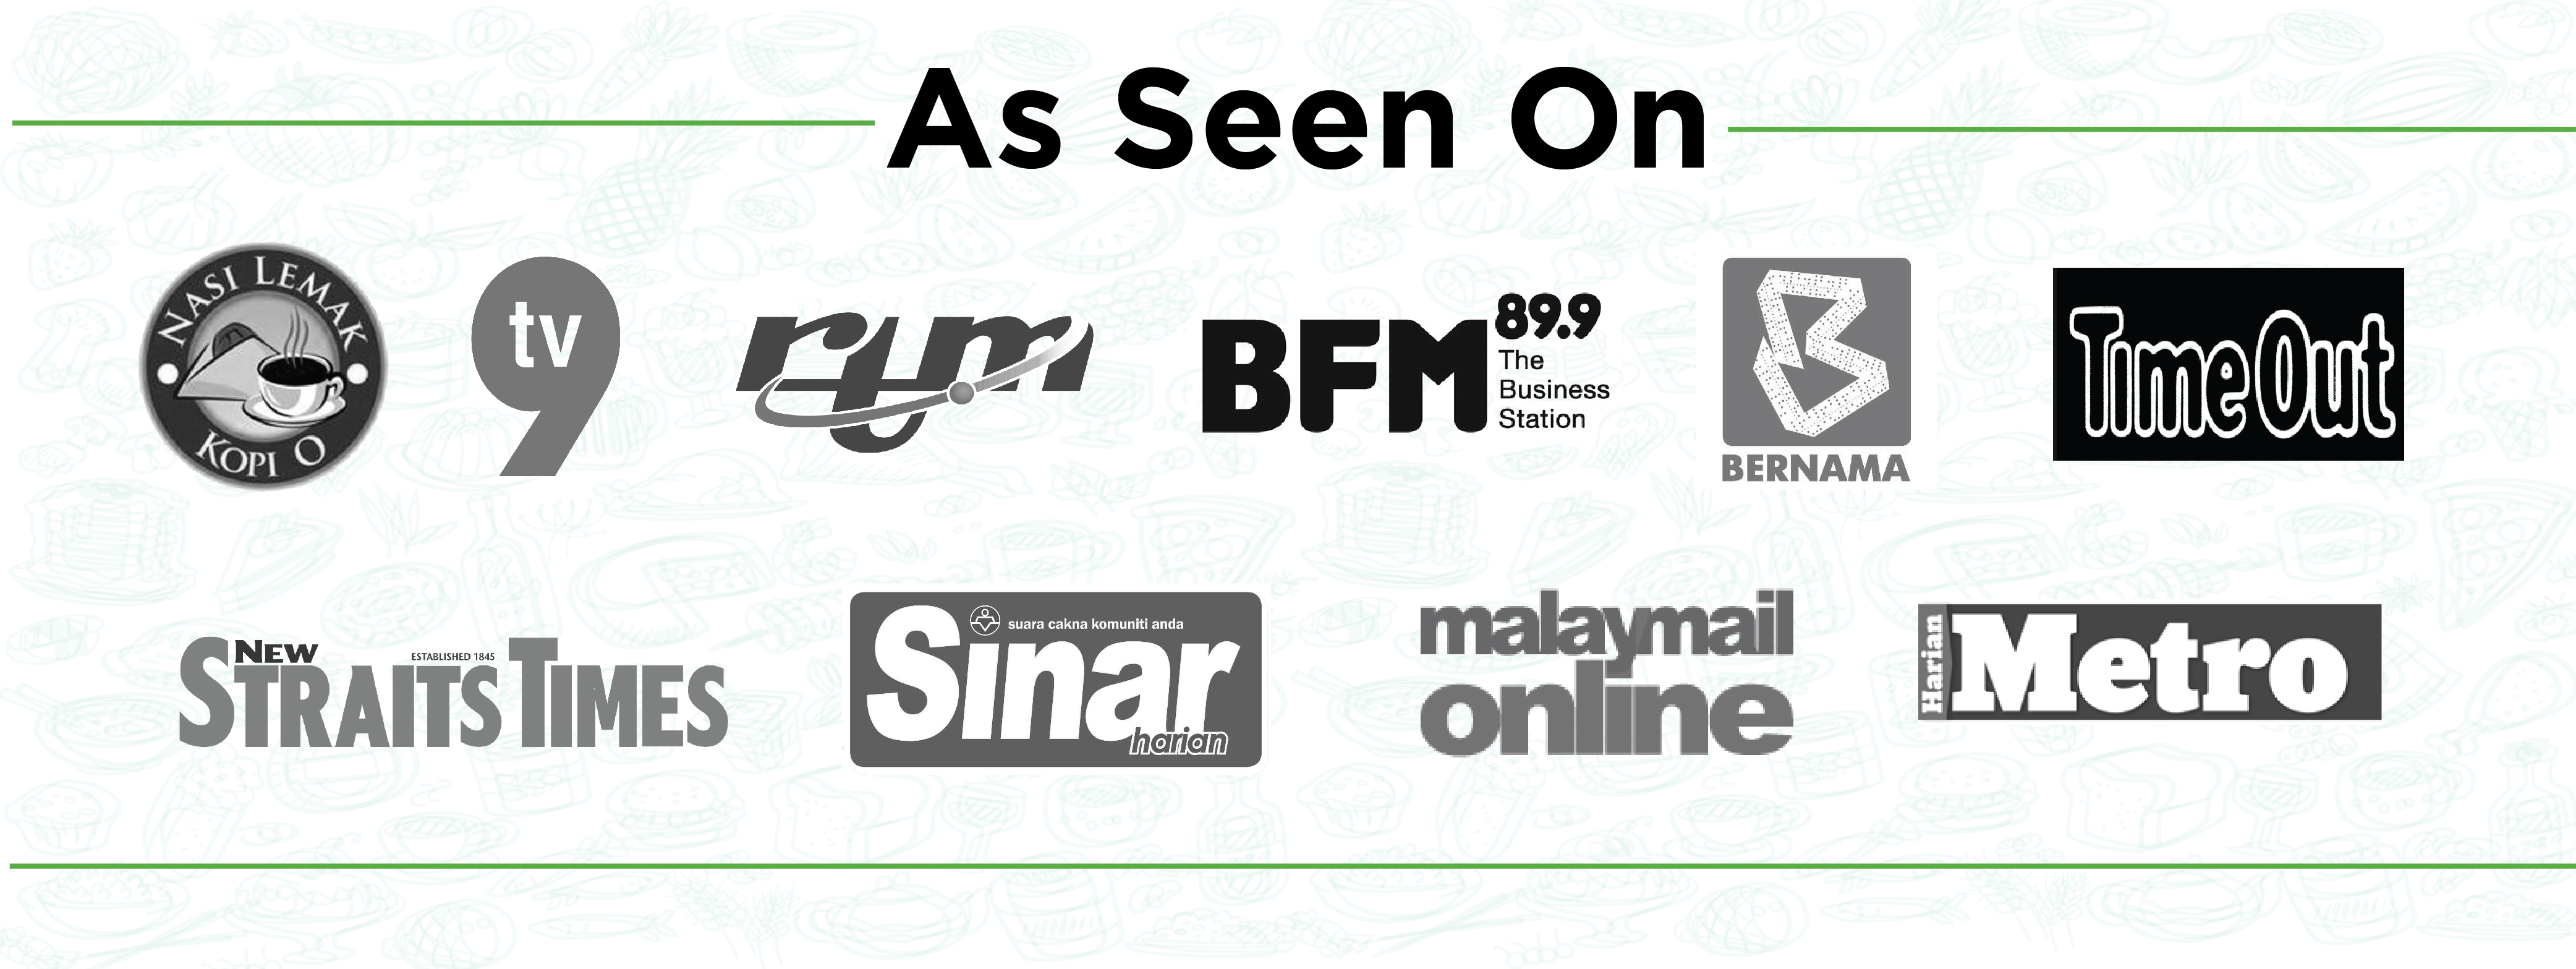 As Seen On
NASI LEMAK
KOPI O
tv
9
rtm
BFM 89.9
The
Business
Station
BERNAMA
Time Out
NEW
STRAITS TIMES
ESTABLISHED 1845
suara cakna komuniti anda
Sinar
harian
malaymail
online
Harian
Metro